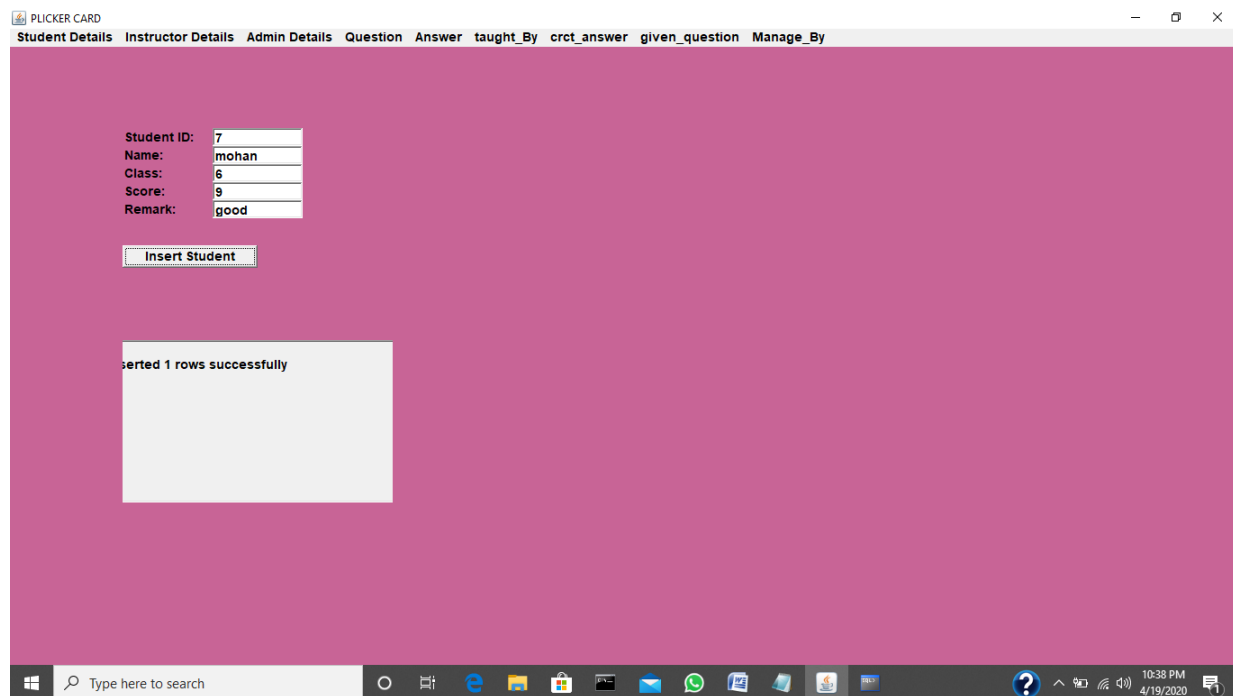 PLICKER CARD
Student Details Instructor Details Admin Details Question Answer taught_By crct_answer given_question Manage_By
Student ID: 7
Name: mohan
Class: 6
Score: 9
Remark: good
Insert Student
serted 1 rows successfully
Type here to search
10:38 PM
4/19/2020